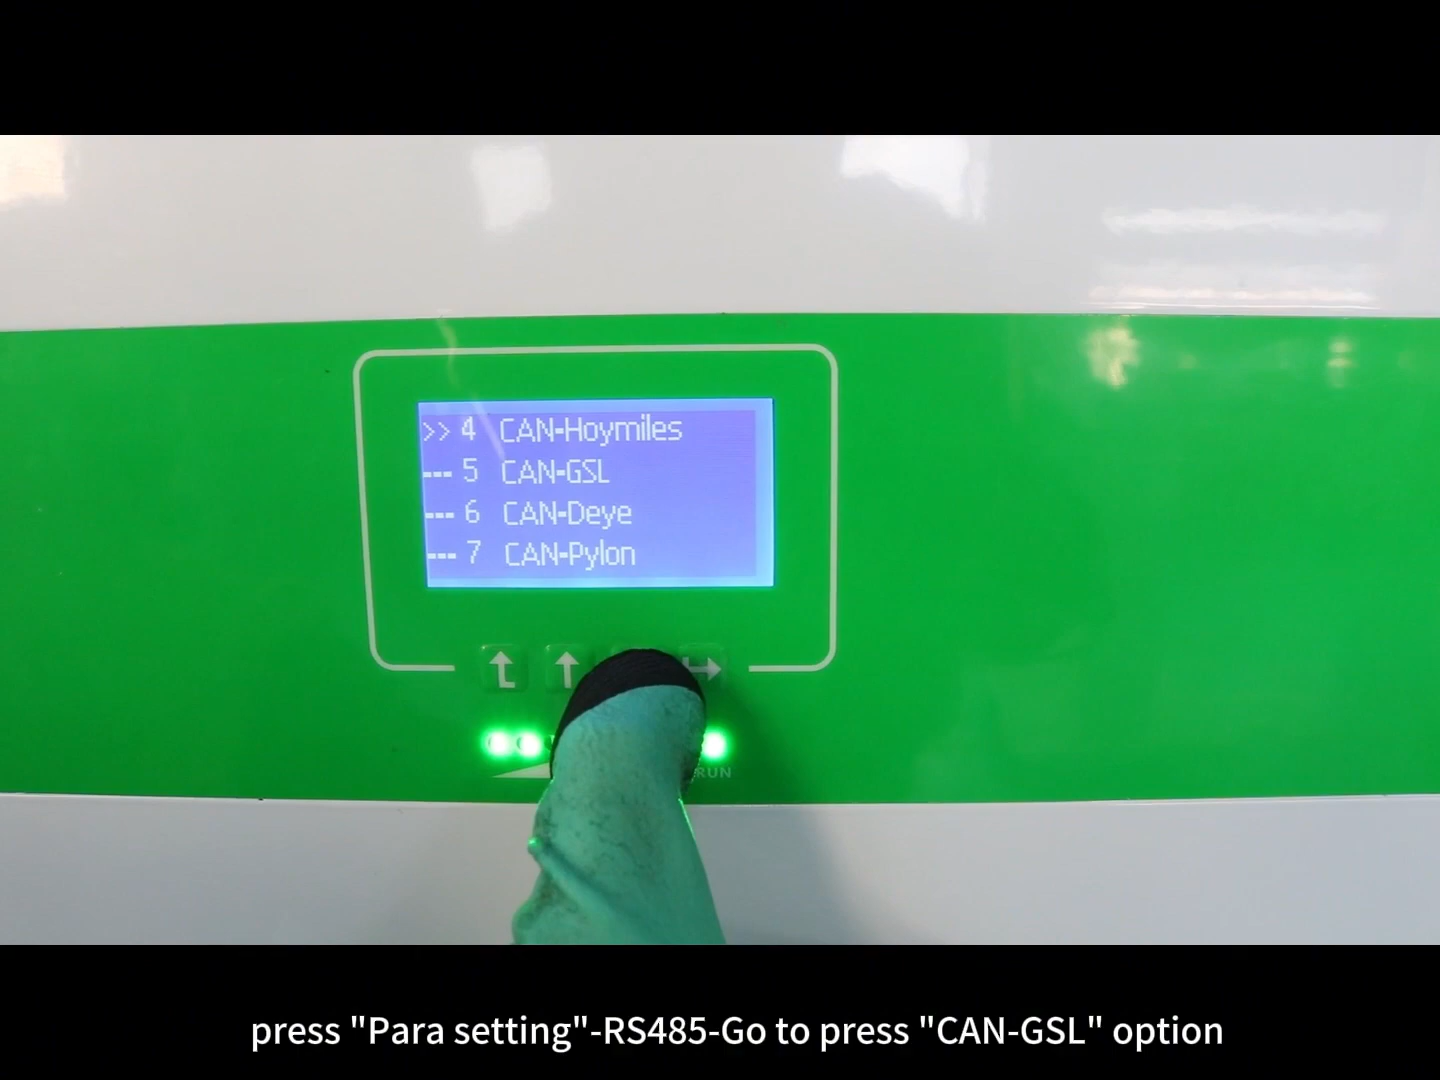 >> 4 CAN-Hoymiles
--- 5 CAN-GSL
--- 6 CAN-Deye
--- 7 CAN-Pylon
RUN
press "Para setting"-RS485-Go to press "CAN-GSL" option